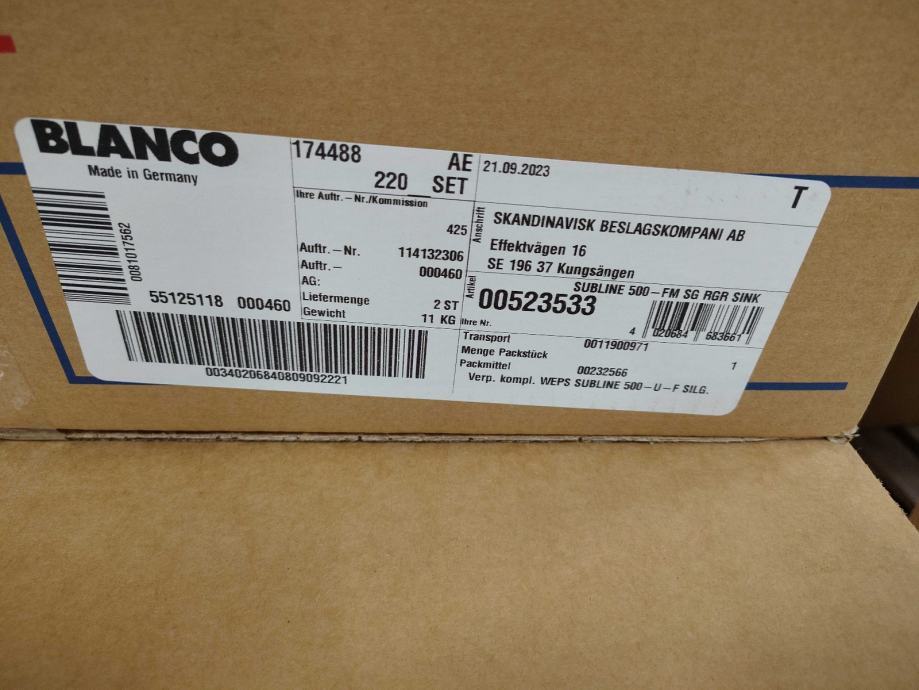 BLANCO
Made in Germany
0081017562
55125118 000460
00340206840809092221
174488 AE
220 SET
Ihre Auftr.-Nr./Kommission
425
Auftr.-Nr. 114132306
Auftr.- 000460
AG:
Liefermenge 2 ST
Gewicht 11 KG
21.09.2023
T
Anschrift
SKANDINAVISK BESLAGSKOMPANI AB
Effektvägen 16
SE 196 37 Kungsängen
Artikel
SUBLINE 500-FM SG RGR SINK
00523533
Ihre Nr.
4 020684 683661
Transport 0011900971
Menge Packstück 1
Packmittel 00232566
Verp. kompl. WEPS SUBLINE 500-U-F SILG.